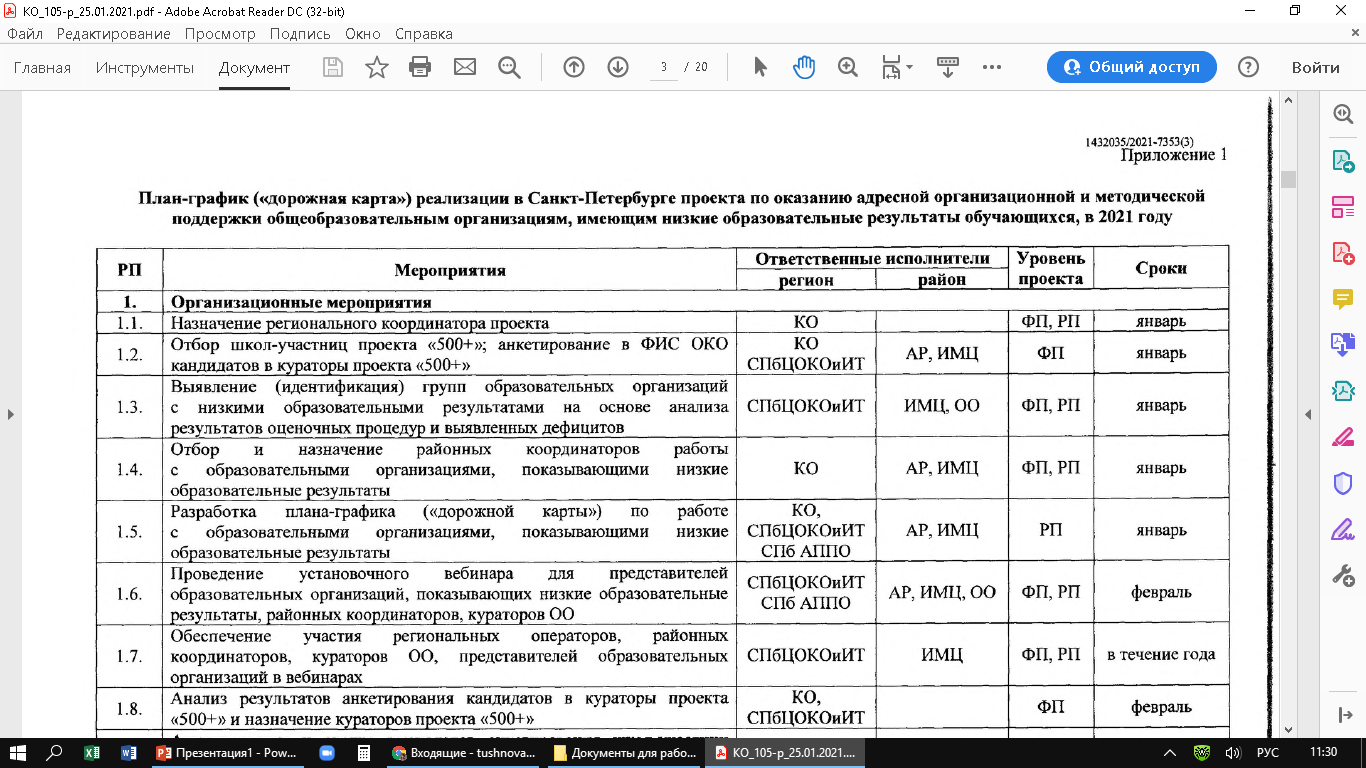 KO_105-р_25.01.2021.pdf - Adobe Acrobat Reader DC (32-bit)
Файл Редактирование Просмотр Подпись Окно Справка
Главная Инструменты Документ 3 / 20 Общий доступ Войти
1432035/2021-7353(3)
Приложение 1
План-график («дорожная карта») реализации в Санкт-Петербурге проекта по оказанию адресной организационной и методической
поддержки общеобразовательным организациям, имеющим низкие образовательные результаты обучающихся, в 2021 году
РП
Мероприятия
Ответственные исполнители
регион
район
Уровень
проекта
Сроки
1. Организационные мероприятия
1.1.
Назначение регионального координатора проекта
КО
ФП, РП
январь
1.2.
Отбор школ-участниц проекта «500+»; анкетирование в ФИС ОКО
кандидатов в кураторы проекта «500+»
КО
СПбЦОКОиИТ
АР, ИМЦ
ФП
январь
1.3.
Выявление (идентификация) групп образовательных организаций
с низкими образовательными результатами на основе анализа
результатов оценочных процедур и выявленных дефицитов
СПбЦОКОиИТ
ИМЦ, ОО
ФП, РП
январь
1.4.
Отбор и назначение районных координаторов работы
с образовательными организациями, показывающими низкие
образовательные результаты
КО
АР, ИМЦ
ФП, РП
январь
1.5.
Разработка плана-графика («дорожной карты») по работе
с образовательными организациями, показывающими низкие
образовательные результаты
КО,
СПбЦОКОиИТ
СПб АППО
АР, ИМЦ
РП
январь
1.6.
Проведение установочного вебинара для представителей
образовательных организаций, показывающих низкие образовательные
результаты, районных координаторов, кураторов ОО
СПбЦОКОиИТ
СПб АППО
АР, ИМЦ, ОО
ФП, РП
февраль
1.7.
Обеспечение участия региональных операторов, районных
координаторов, кураторов ОО, представителей образовательных
организаций в вебинарах
СПбЦОКОиИТ
ИМЦ
ФП, РП
в течение года
1.8.
Анализ результатов анкетирования кандидатов в кураторы проекта
«500+» и назначение кураторов проекта «500+»
КО,
СПбЦОКОиИТ
ФП
февраль
Презентация1 - Pow... Входящие - tushnova... Документы для рабо... KO_105-р_25.01.2021.... РУС 11:30